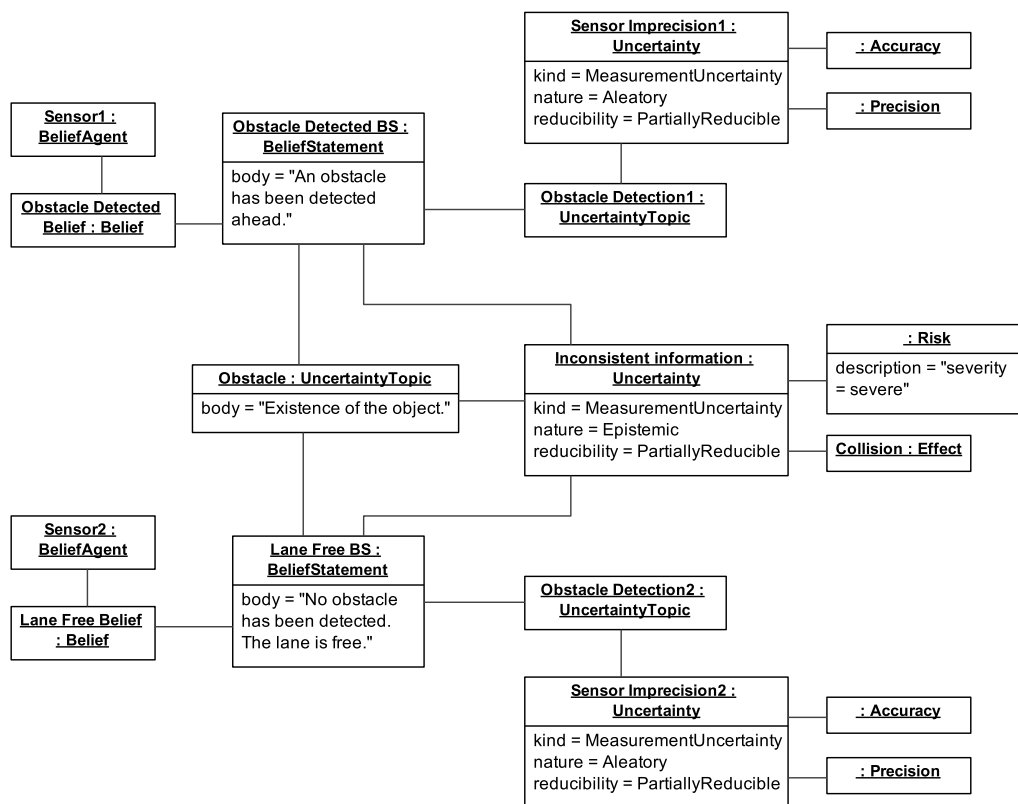 Sensor Imprecision1 :
Uncertainty
kind = MeasurementUncertainty
nature = Aleatory
reducibility = PartiallyReducible
: Accuracy
: Precision
Sensor1 :
BeliefAgent
Obstacle Detected BS :
BeliefStatement
body = "An obstacle
has been detected
ahead."
Obstacle Detected
Belief : Belief
Obstacle Detection1 :
UncertaintyTopic
Obstacle : UncertaintyTopic
body = "Existence of the object."
Inconsistent information :
Uncertainty
kind = MeasurementUncertainty
nature = Epistemic
reducibility = PartiallyReducible
: Risk
description = "severity
= severe"
Collision : Effect
Sensor2 :
BeliefAgent
Lane Free Belief
: Belief
Lane Free BS :
BeliefStatement
body = "No obstacle
has been detected.
The lane is free."
Obstacle Detection2 :
UncertaintyTopic
Sensor Imprecision2 :
Uncertainty
kind = MeasurementUncertainty
nature = Aleatory
reducibility = PartiallyReducible
: Accuracy
: Precision